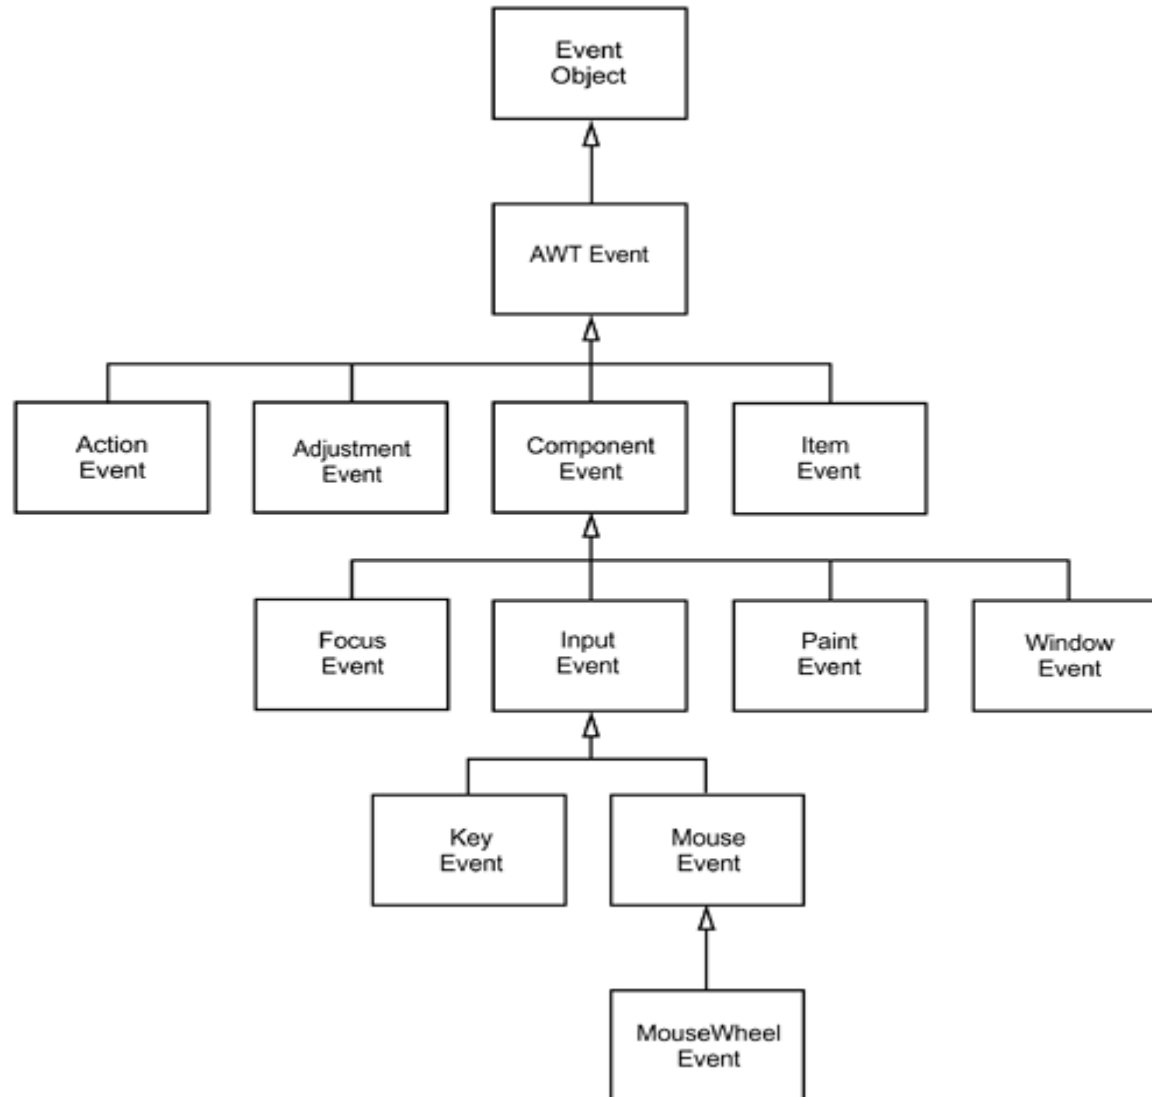 Event
Object
AWT Event
Action
Event
Adjustment
Event
Component
Event
Item
Event
Focus
Event
Input
Event
Paint
Event
Window
Event
Key
Event
Mouse
Event
MouseWheel
Event